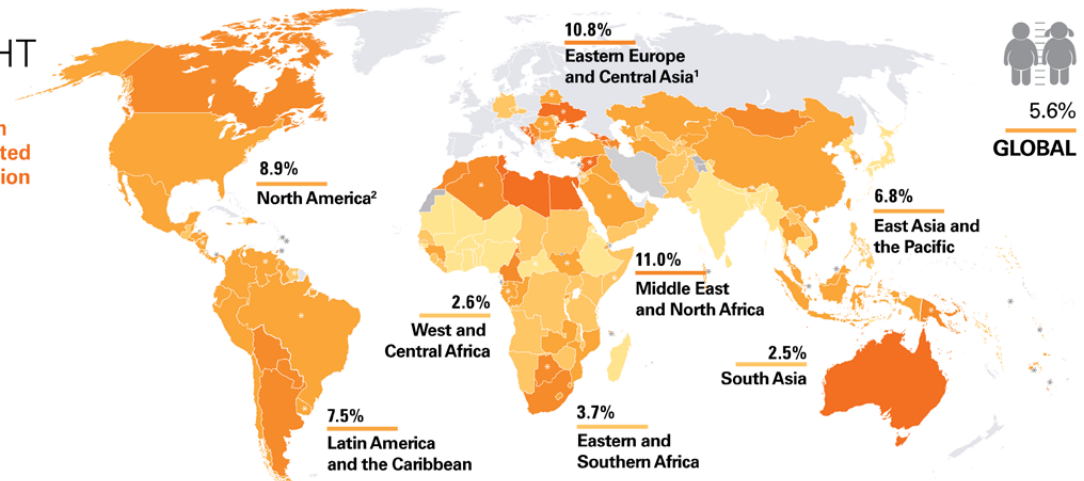 HT
n
ted
ion
10.8%
Eastern Europe
and Central Asia¹
5.6%
GLOBAL
8.9%
North America²
6.8%
East Asia and
the Pacific
11.0%
Middle East
and North Africa
2.6%
West and
Central Africa
2.5%
South Asia
3.7%
Eastern and
Southern Africa
7.5%
Latin America
and the Caribbean